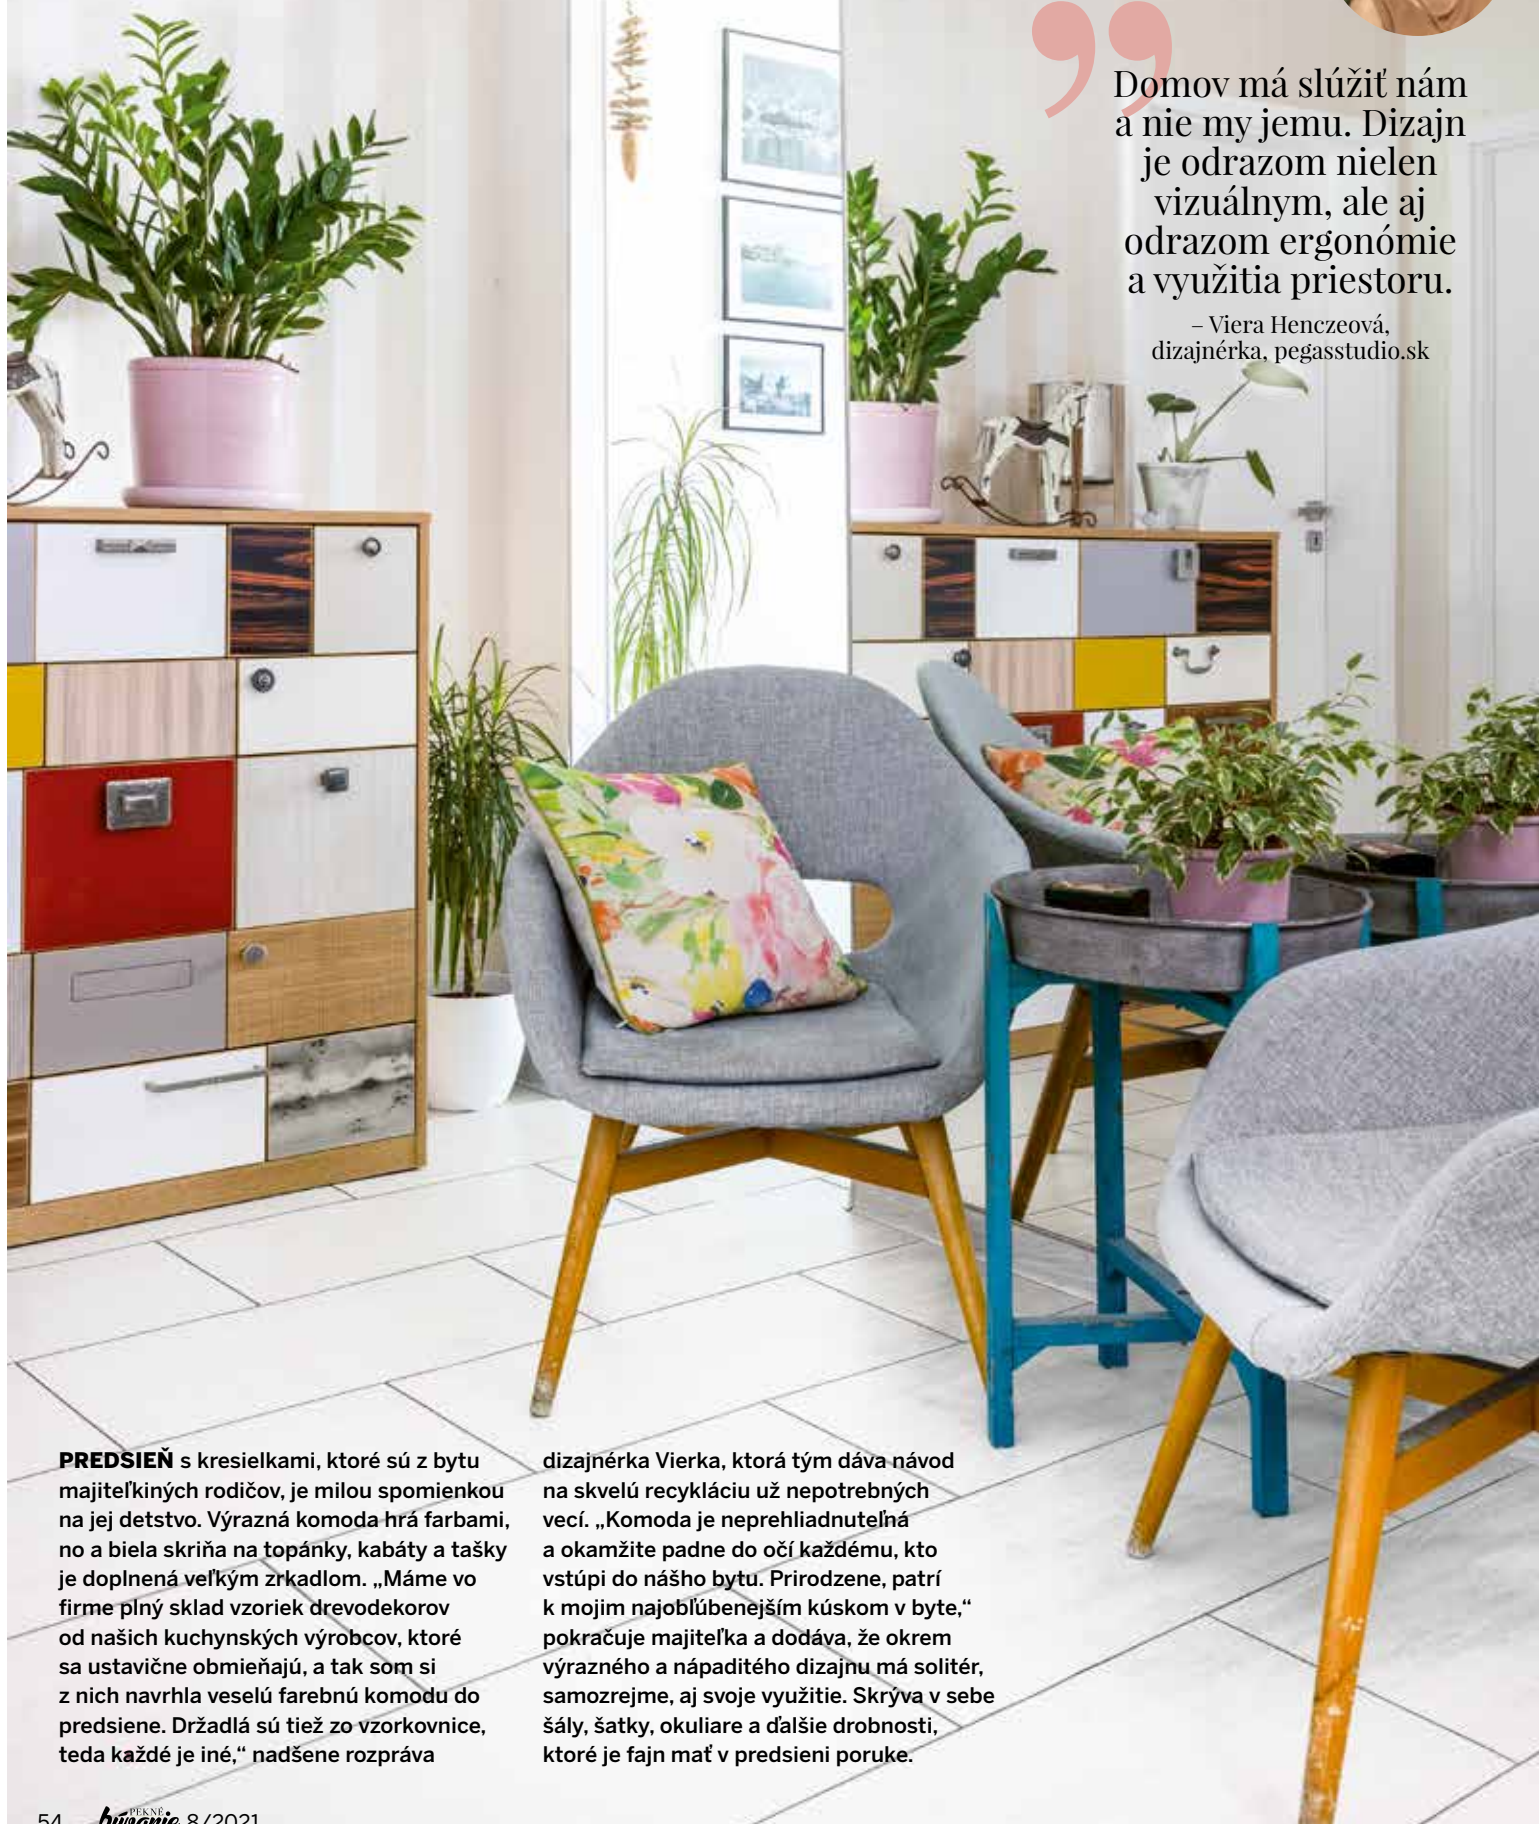 Domov má slúžiť nám
a nie my jemu. Dizajn
je odrazom nielen
vizuálnym, ale aj
odrazom ergonómie
a využitia priestoru.
– Viera Henczeová,
dizajnérka, pegasstudio.sk
PREDSIEŇ s kresielkami, ktoré sú z bytu
majiteľkiných rodičov, je milou spomienkou
na jej detstvo. Výrazná komoda hrá farbami,
no a biela skriňa na topánky, kabáty a tašky
je doplnená veľkým zrkadlom. „Máme vo
firme plný sklad vzoriek drevodekorov
od našich kuchynských výrobcov, ktoré
sa ustavične obmieňajú, a tak som si
z nich navrhla veselú farebnú komodu do
predsiene. Držadlá sú tiež zo vzorkovnice,
teda každé je iné,“ nadšene rozpráva
dizajnérka Vierka, ktorá tým dáva návod
na skvelú recykláciu už nepotrebných
vecí. „Komoda je neprehliadnuteľná
a okamžite padne do očí každému, kto
vstúpi do nášho bytu. Prirodzene, patrí
k mojim najobľúbenejším kúskom v byte,“
pokračuje majiteľka a dodáva, že okrem
výrazného a nápaditého dizajnu má solitér,
samozrejme, aj svoje využitie. Skrýva v sebe
šály, šatky, okuliare a ďalšie drobnosti,
ktoré je fajn mať v predsieni poruke.
54 PEKNÉ bývanie 8/2021